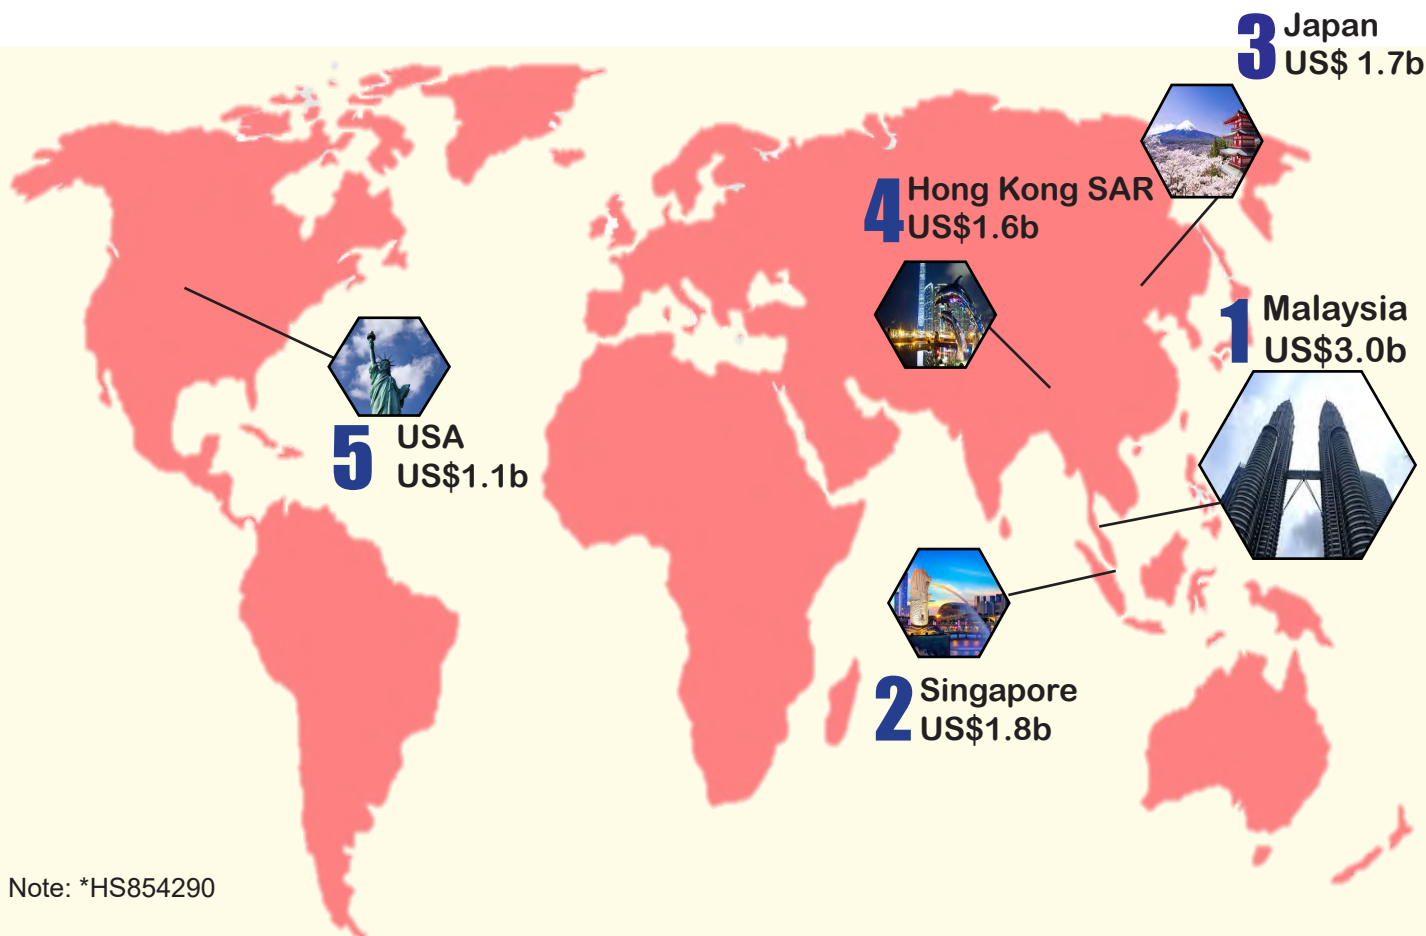 3 Japan
US$ 1.7b
4 Hong Kong SAR
US$1.6b
1 Malaysia
US$3.0b
5 USA
US$1.1b
2 Singapore
US$1.8b
Note: *HS854290